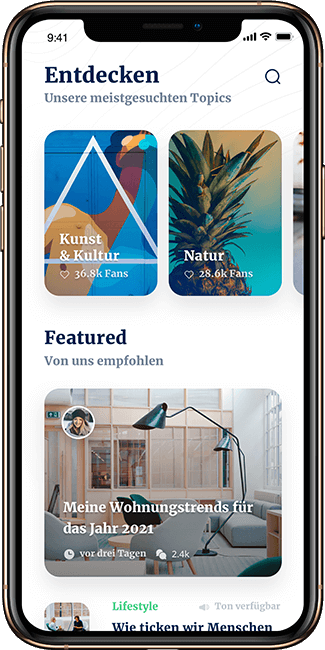 9:41
Entdecken
Unsere meistgesuchten Topics
Kunst
& Kultur
36.8k Fans
Natur
28.6k Fans
Featured
Von uns empfohlen
Meine Wohnungstrends für
das Jahr 2021
vor drei Tagen 2.4k
Lifestyle Ton verfügbar
Wie ticken wir Menschen